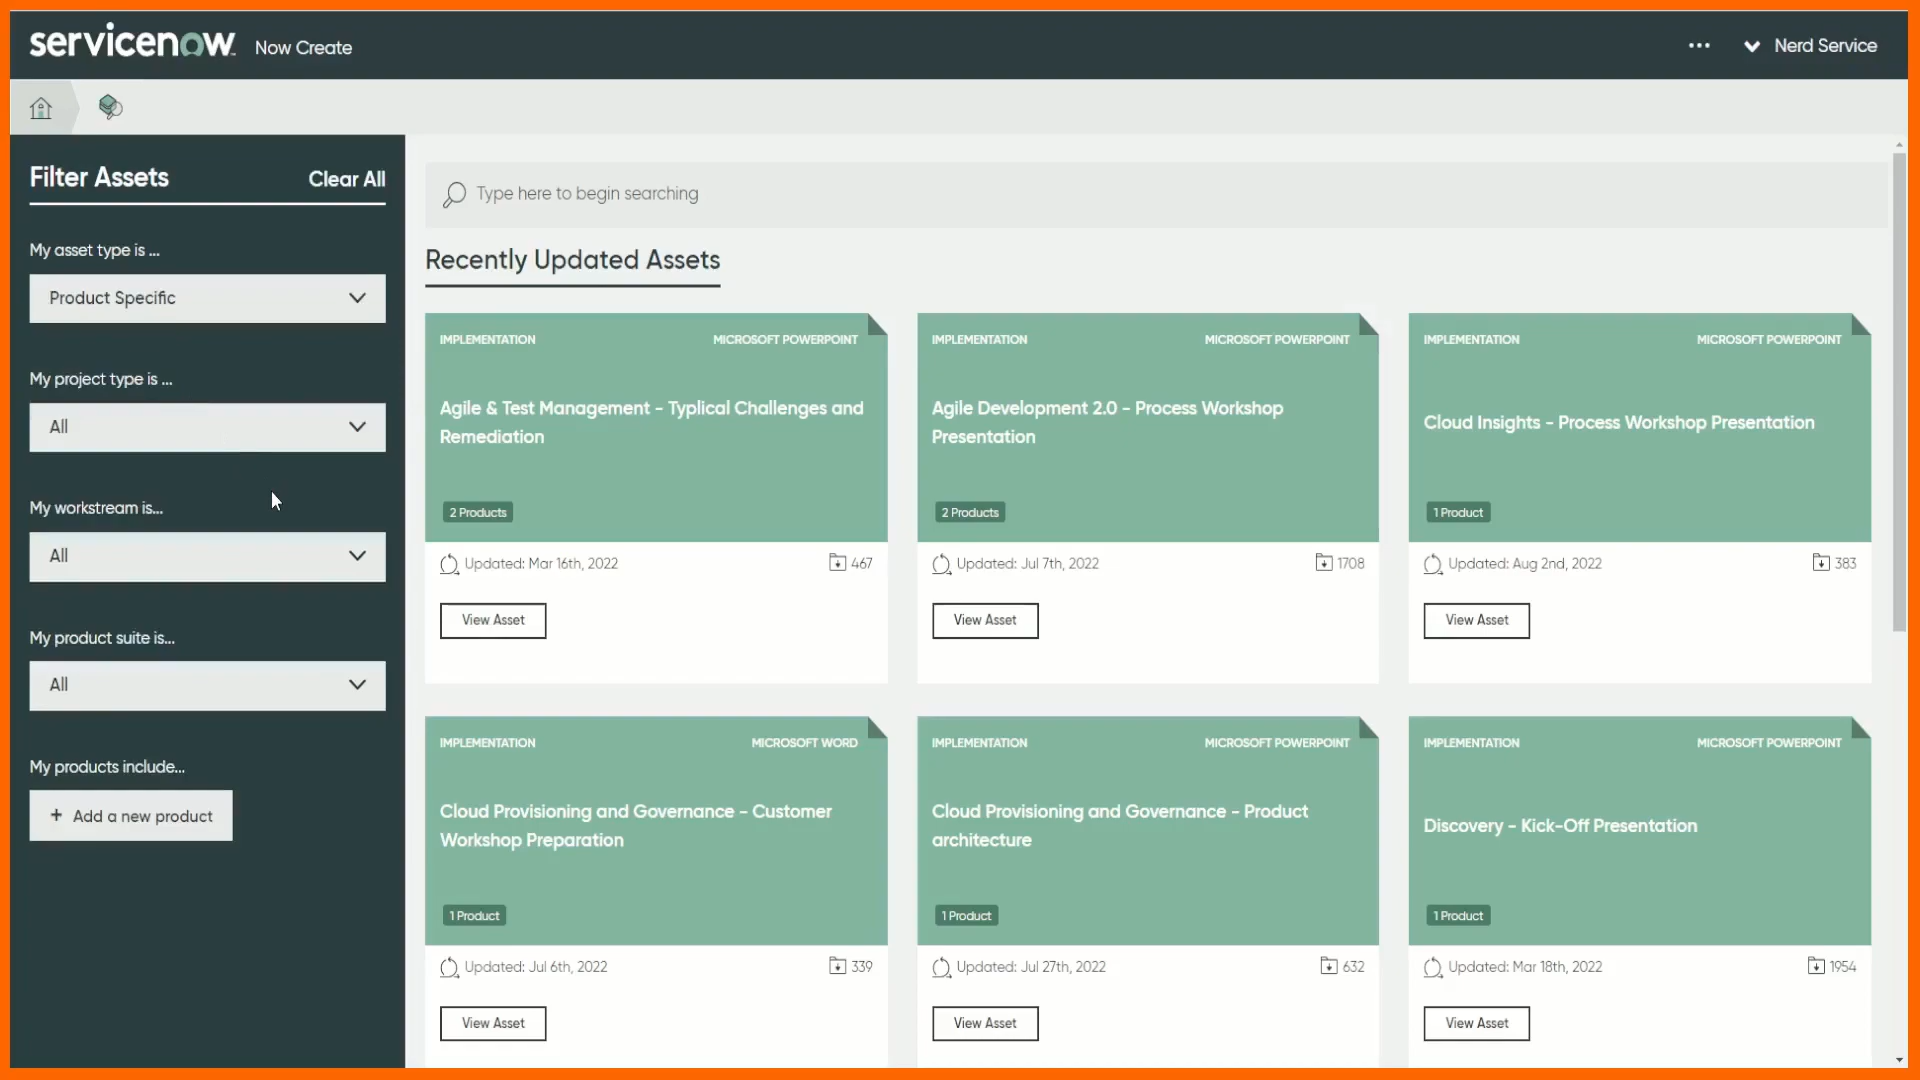 servicenow Now Create
Nerd Service
Filter Assets Clear All
My asset type is ...
Product Specific
My project type is ...
All
My workstream is...
All
My product suite is...
All
My products include...
+ Add a new product
Type here to begin searching
Recently Updated Assets
IMPLEMENTATION MICROSOFT POWERPOINT
Agile & Test Management - Typlical Challenges and
Remediation
2 Products
Updated: Mar 16th, 2022 467
View Asset
IMPLEMENTATION MICROSOFT POWERPOINT
Agile Development 2.0 - Process Workshop
Presentation
2 Products
Updated: Jul 7th, 2022 1708
View Asset
IMPLEMENTATION MICROSOFT POWERPOINT
Cloud Insights - Process Workshop Presentation
1 Product
Updated: Aug 2nd, 2022 383
View Asset
IMPLEMENTATION MICROSOFT WORD
Cloud Provisioning and Governance - Customer
Workshop Preparation
1 Product
Updated: Jul 6th, 2022 339
View Asset
IMPLEMENTATION MICROSOFT POWERPOINT
Cloud Provisioning and Governance - Product
architecture
1 Product
Updated: Jul 27th, 2022 632
View Asset
IMPLEMENTATION MICROSOFT POWERPOINT
Discovery - Kick-Off Presentation
1 Product
Updated: Mar 18th, 2022 1954
View Asset